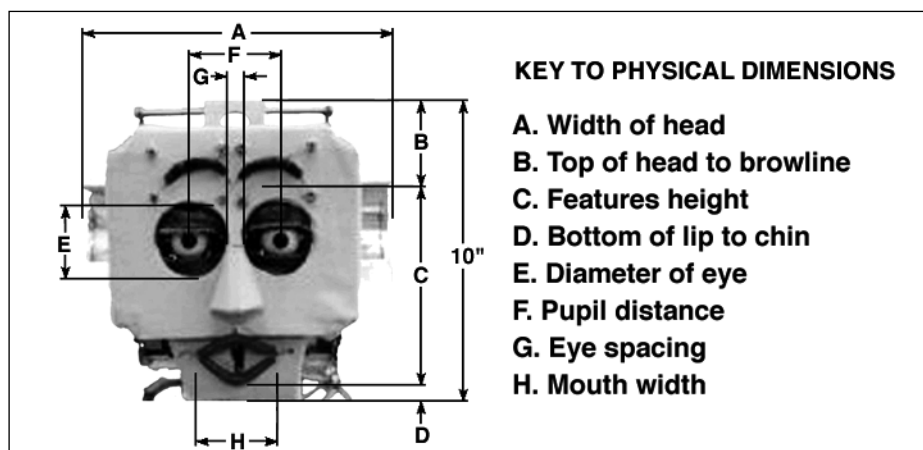 A
F
G
KEY TO PHYSICAL DIMENSIONS
B
A. Width of head
B. Top of head to browline
C. Features height
D. Bottom of lip to chin
E
10"
C
E. Diameter of eye
F. Pupil distance
G. Eye spacing
H. Mouth width
D
H